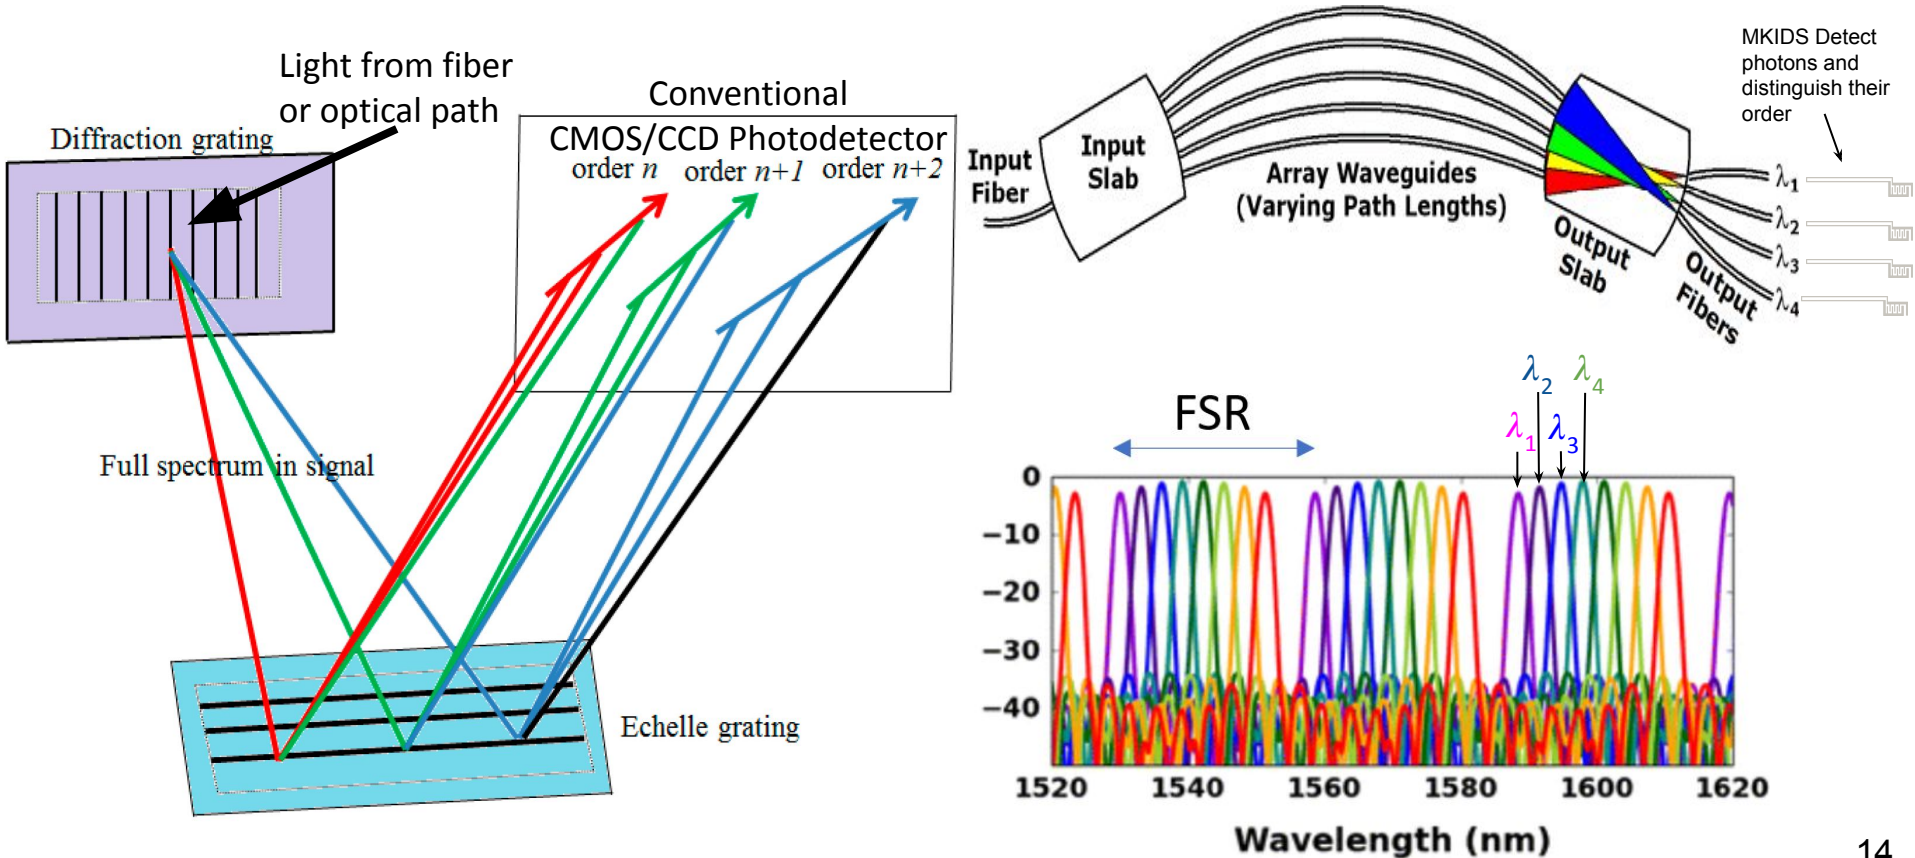 Light from fiber
or optical path
Diffraction grating
Conventional
CMOS/CCD Photodetector
order n
order n+1
order n+2
Full spectrum in signal
Echelle grating
MKIDS Detect
photons and
distinguish their
order
Input
Fiber
Input
Slab
Array Waveguides
(Varying Path Lengths)
Output
Slab
Output
Fibers
λ1
λ2
λ3
λ4
FSR
λ2
λ4
λ1
λ3
0
−10
−20
−30
−40
1520
1540
1560
1580
1600
1620
Wavelength (nm)
14